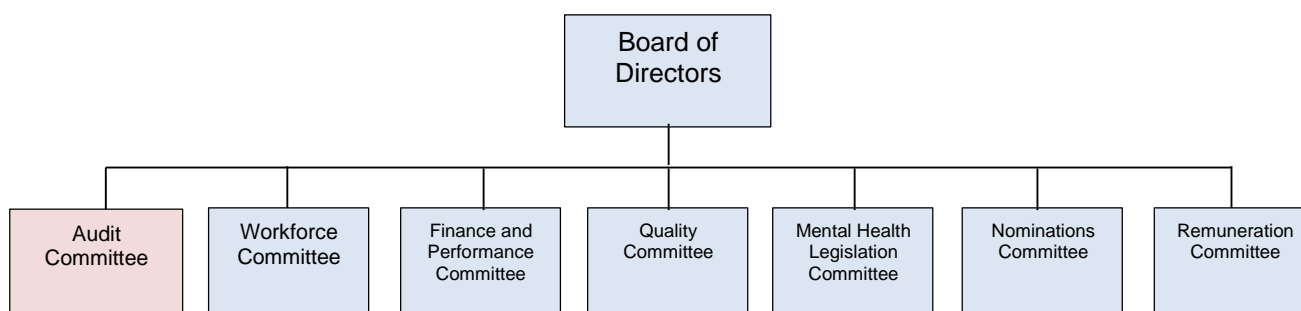 Board of
Directors
Audit
Committee
Workforce
Committee
Finance and
Performance
Committee
Quality
Committee
Mental Health
Legislation
Committee
Nominations
Committee
Remuneration
Committee